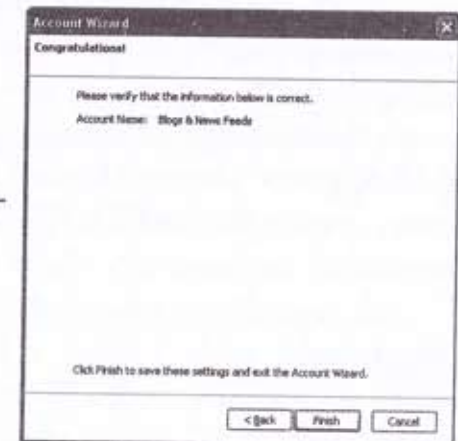 Account Wizard
Congratulations!
Please verify that the information below is correct.
Account Name: Blogs & News Feeds
Click Finish to save these settings and exit the Account Wizard.
< Back Finish Cancel